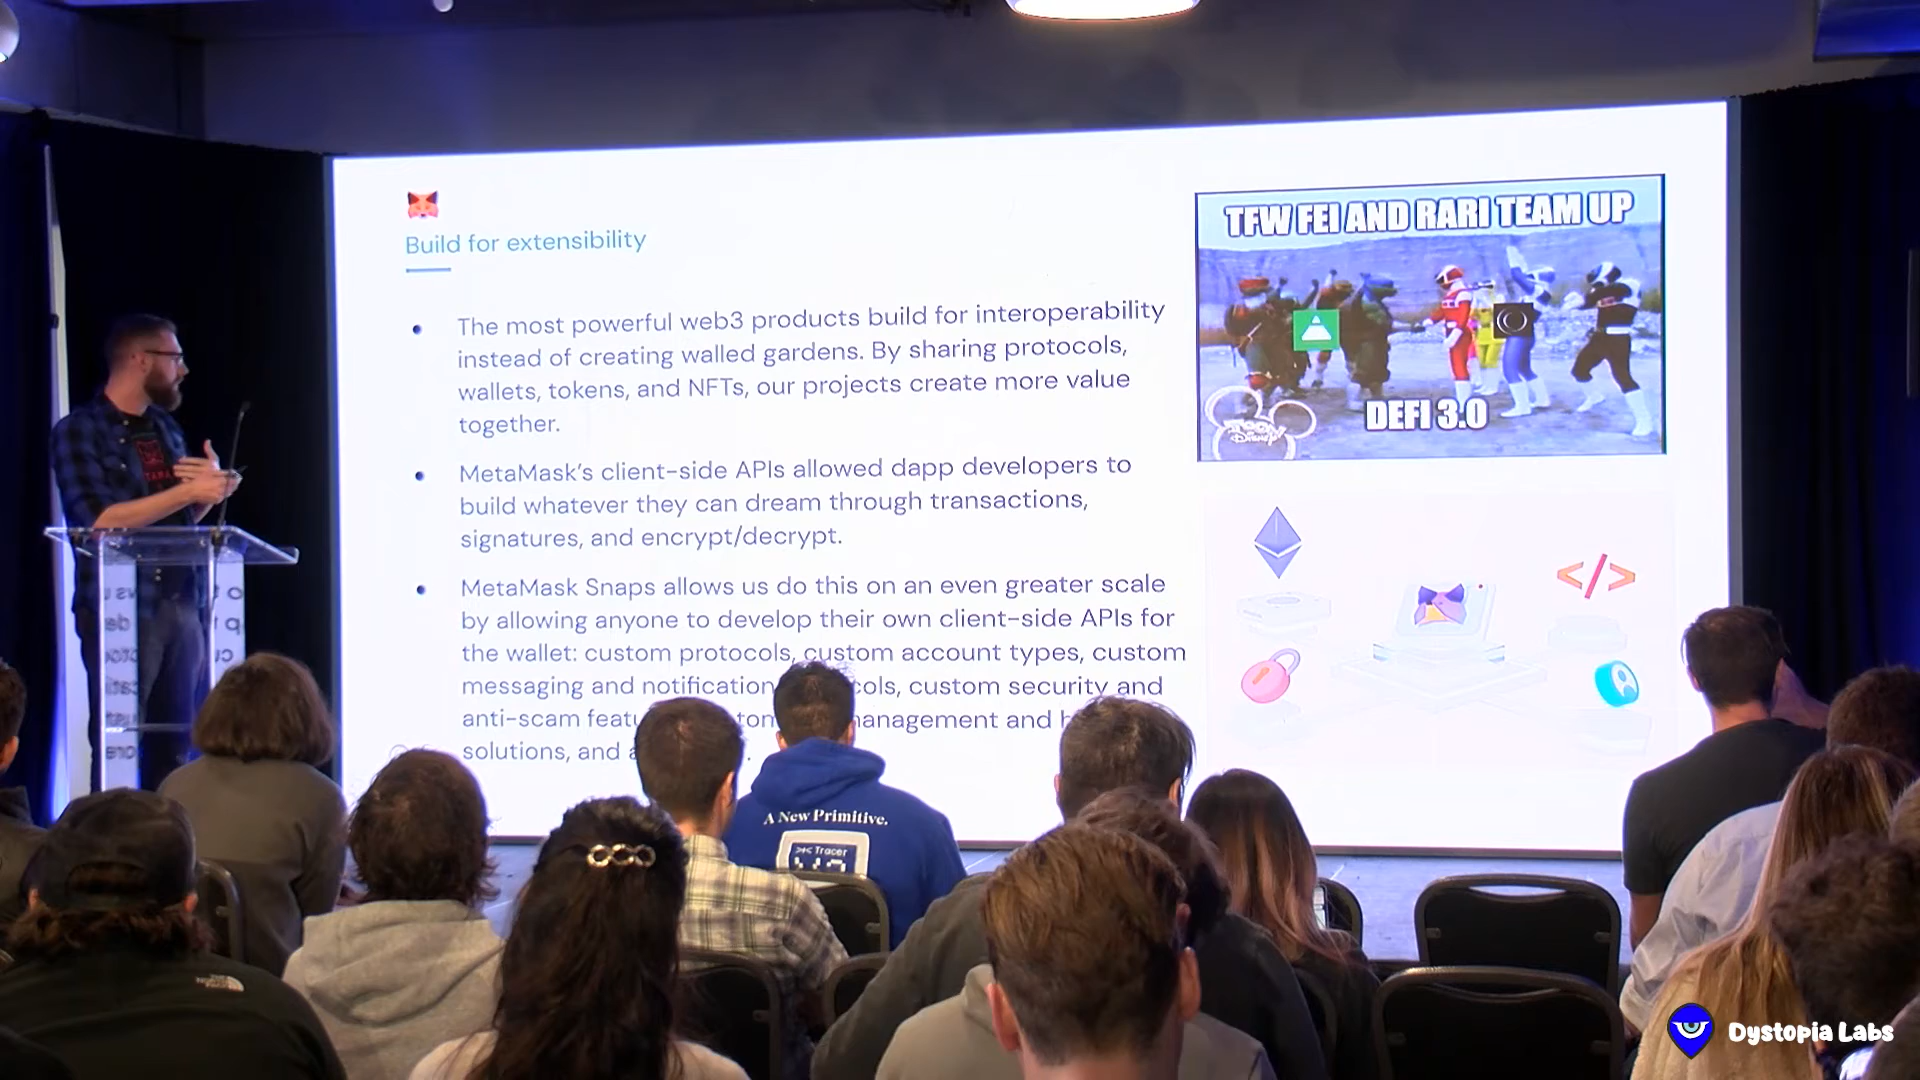 Build for extensibility
The most powerful web3 products build for interoperability
instead of creating walled gardens. By sharing protocols,
wallets, tokens, and NFTs, our projects create more value
together.
MetaMask's client-side APIs allowed dapp developers to
build whatever they can dream through transactions,
signatures, and encrypt/decrypt.
MetaMask Snaps allows us do this on an even greater scale
by allowing anyone to develop their own client-side APIs for
the wallet: custom protocols, custom account types, custom
messaging and notification cols, custom security and
anti-scam anagement and
solutions, and
TFW FEI AND RARI TEAM UP
DEFI 3.0
TOON
Disney
</>
A New Primitive.
Tracer
Dystopia Labs